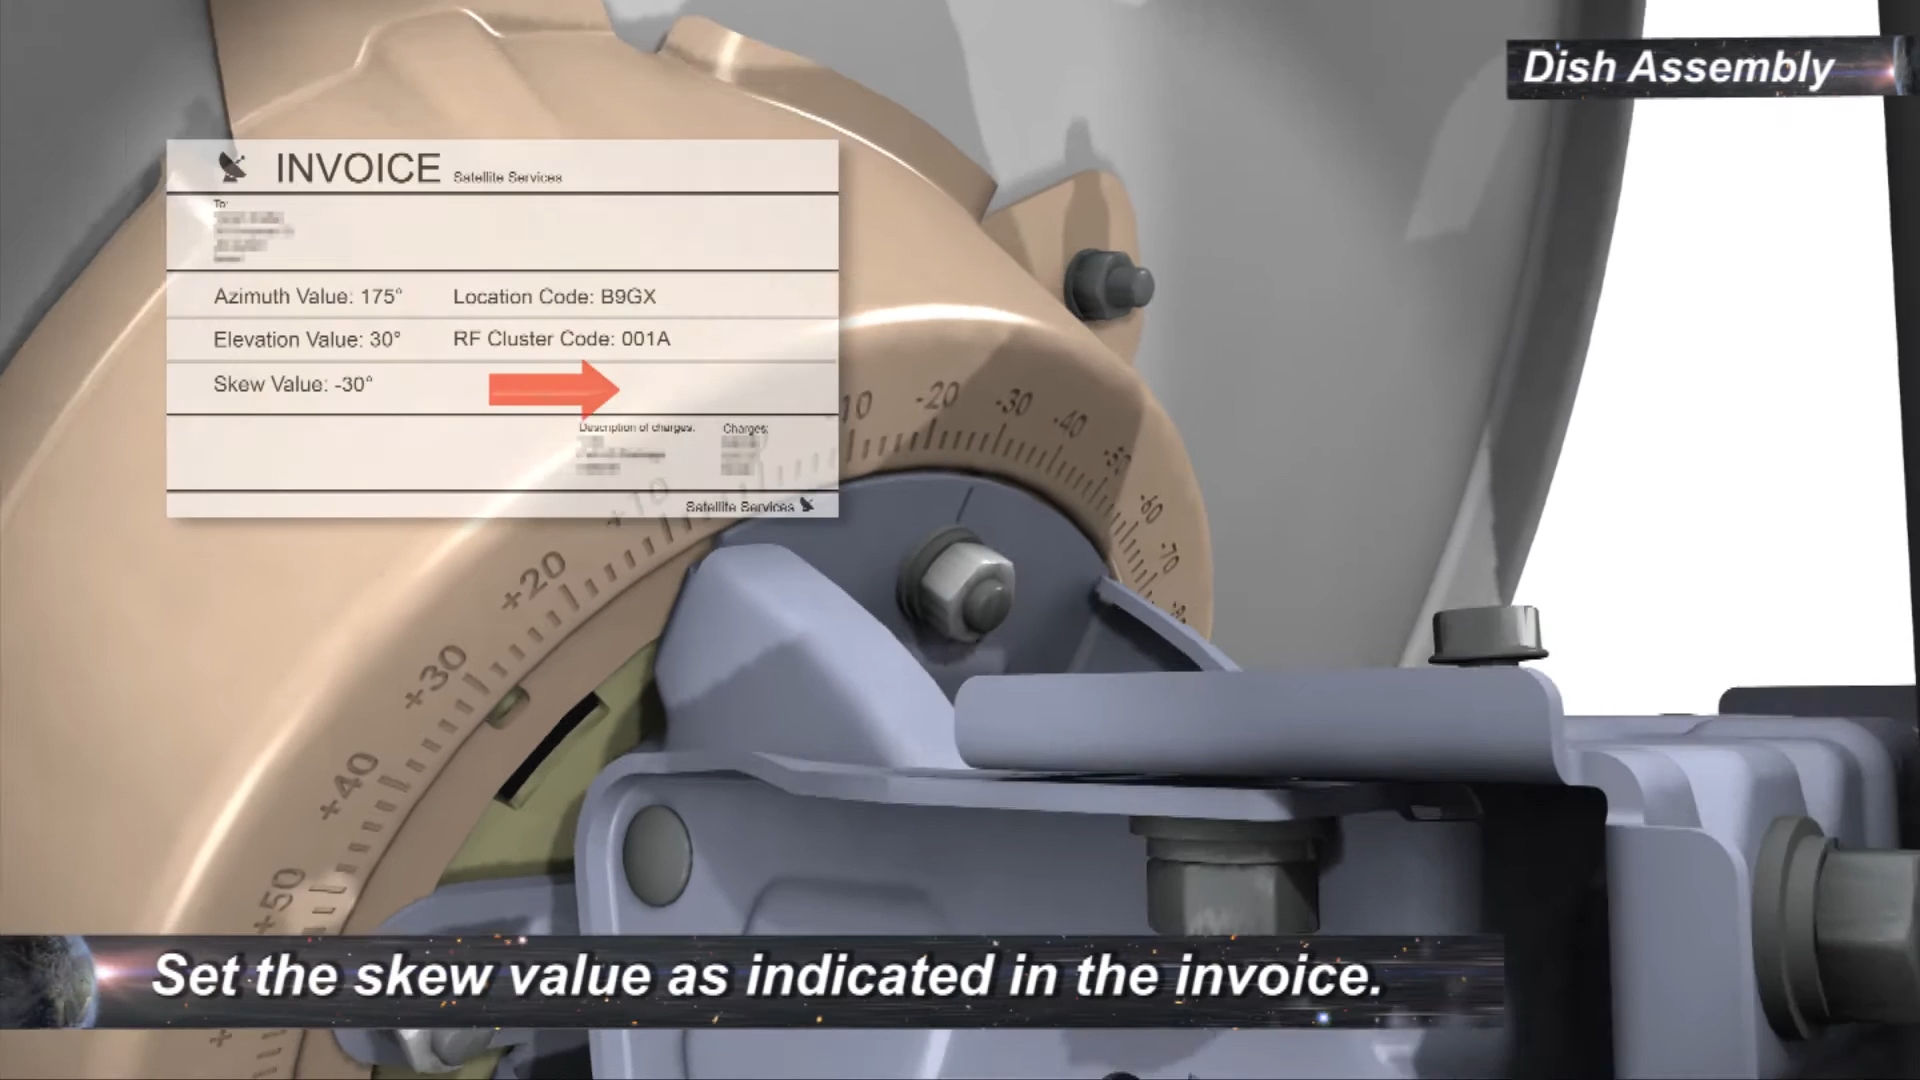 Dish Assembly
INVOICE Satellite Services
To:
Azimuth Value: 175° Location Code: B9GX
Elevation Value: 30° RF Cluster Code: 001A
Skew Value: -30°
Description of charges: Charges:
Satellite Services
-10 -20 -30 -40 -50 -60 -70
+10
+20
+30
+40
+50
Set the skew value as indicated in the invoice.